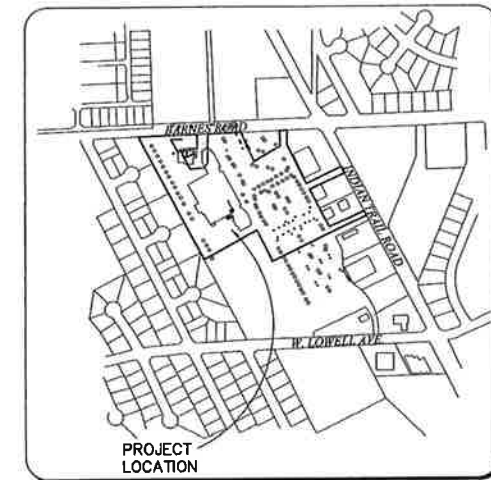 BARNES ROAD
INDIAN TRAIL ROAD
W. LOWELL AVE
PROJECT
LOCATION